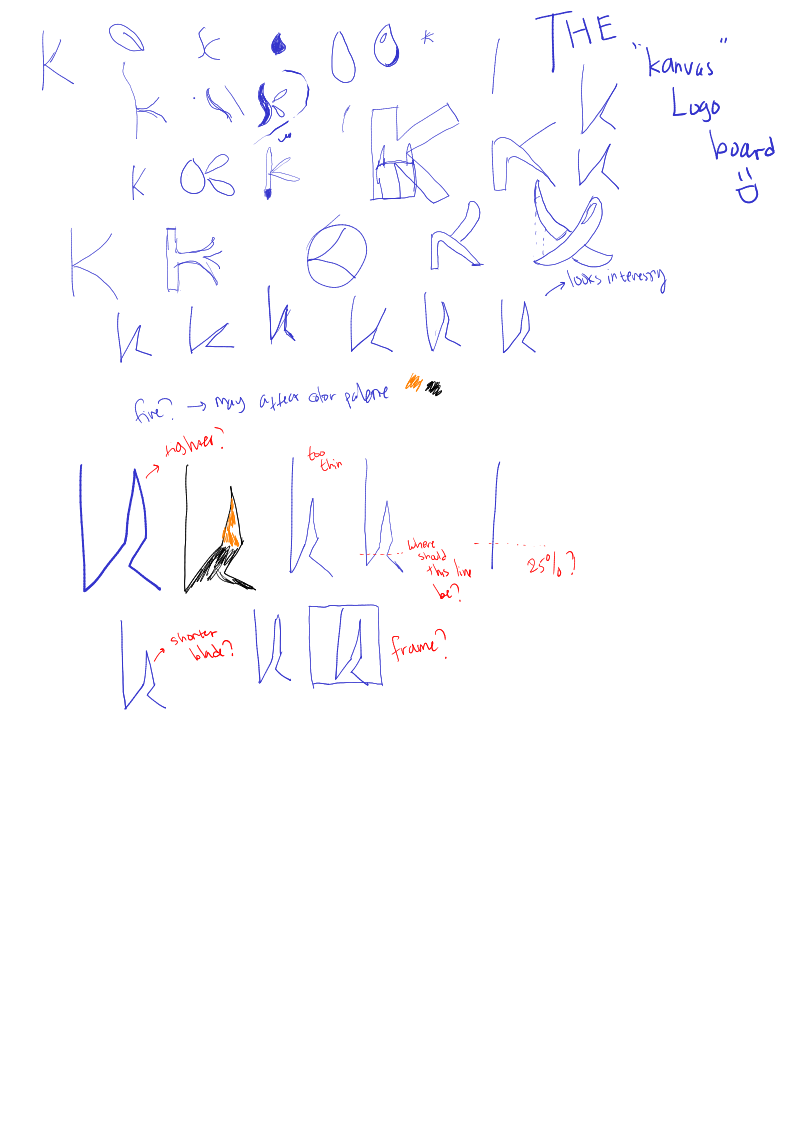 THE
"kanvas"
Logo
board
looks interesting
fire? → may affect color palette
tighter?
too
thin
where
should
this line
be?
25%?
shorter
blade?
frame?